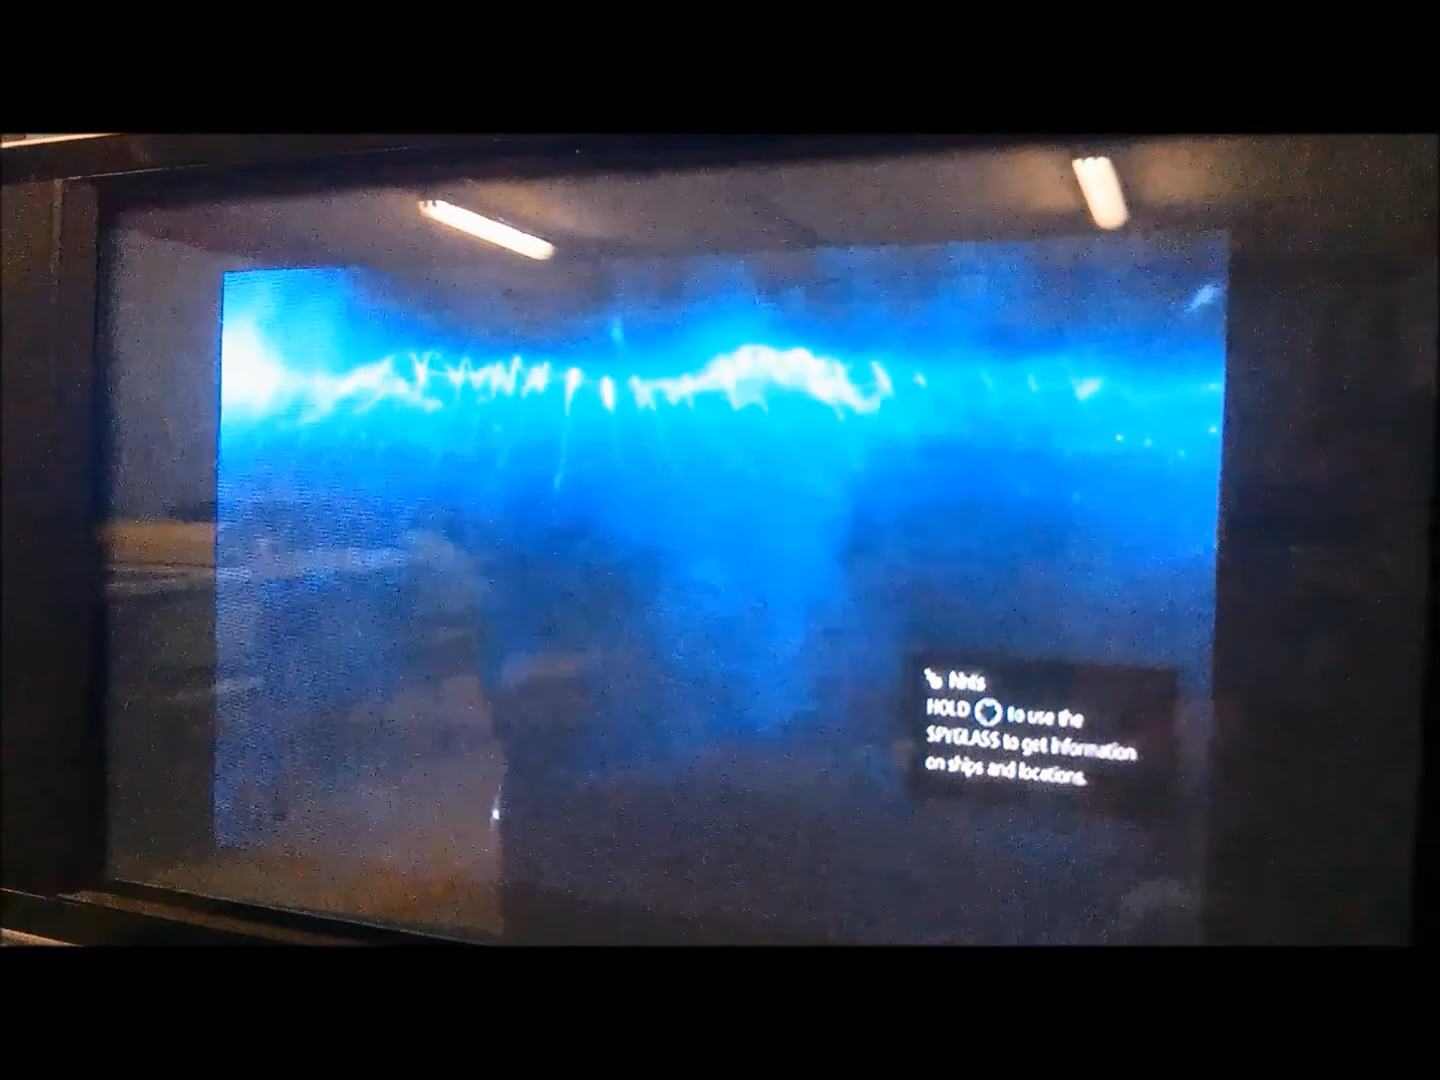 Hints
HOLD to use the
SPYGLASS to get information
on ships and locations.